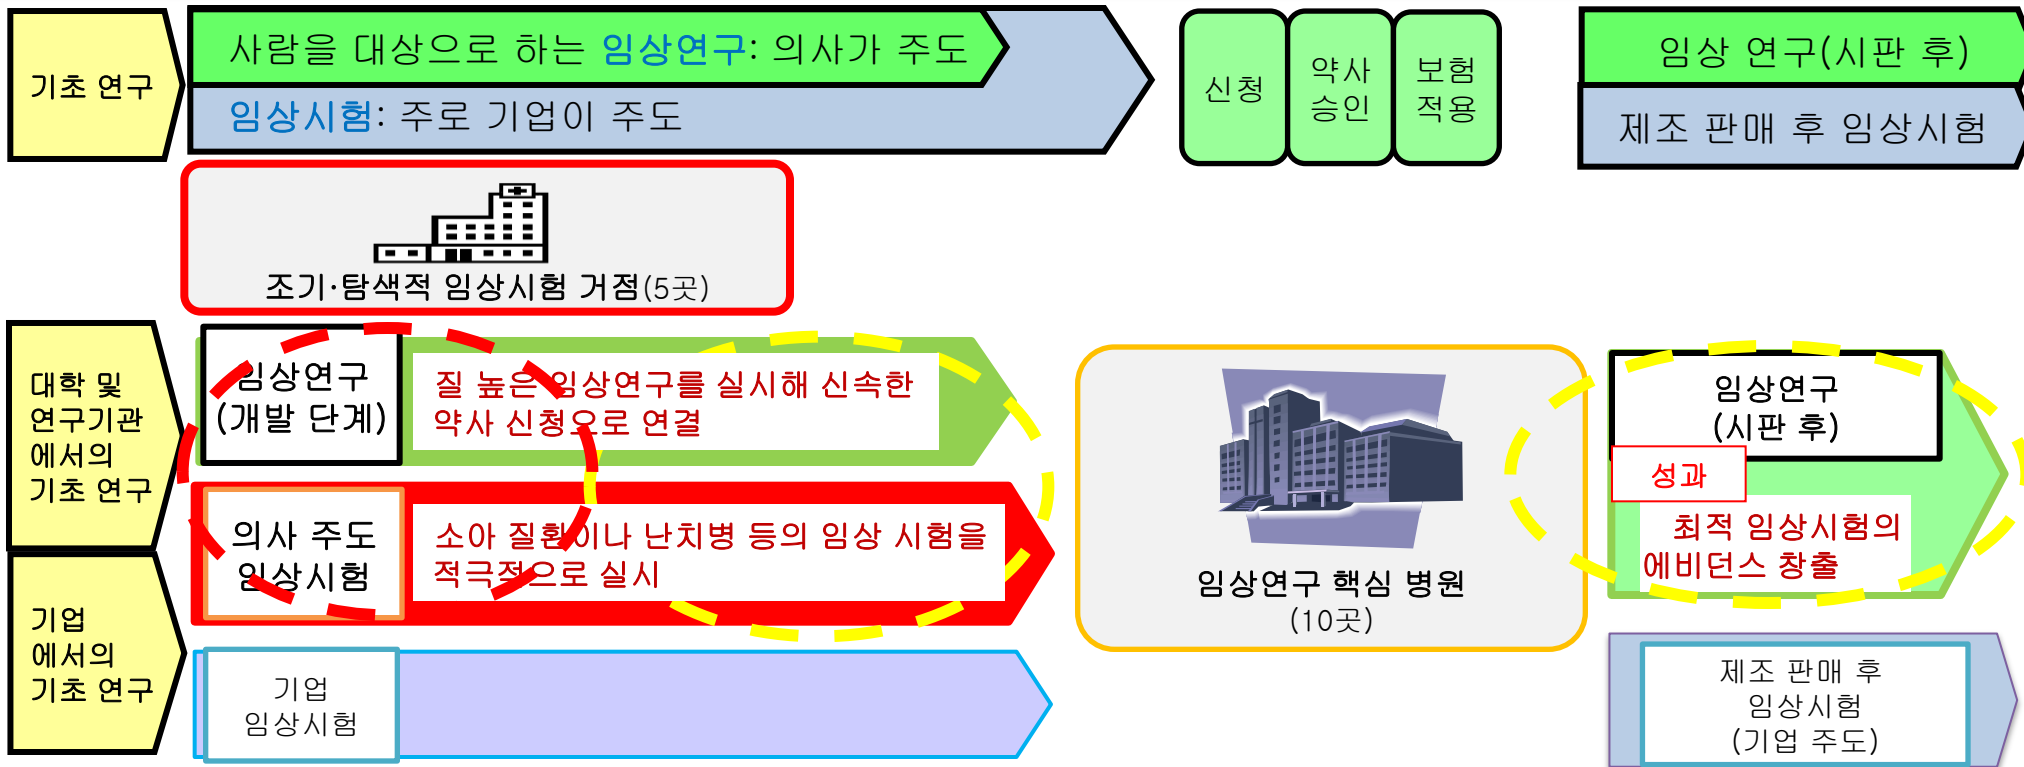 기초 연구
사람을 대상으로 하는 임상연구: 의사가 주도
임상시험: 주로 기업이 주도
신청
약사
승인
보험
적용
임상 연구(시판 후)
제조 판매 후 임상시험
조기·탐색적 임상시험 거점(5곳)
대학 및
연구기관
에서의
기초 연구
임상연구
(개발 단계)
질 높은 임상연구를 실시해 신속한
약사 신청으로 연결
의사 주도
임상시험
소아 질환이나 난치병 등의 임상 시험을
적극적으로 실시
임상연구 핵심 병원
(10곳)
임상연구
(시판 후)
성과
최적 임상시험의
에비던스 창출
기업
에서의
기초 연구
기업
임상시험
제조 판매 후
임상시험
(기업 주도)